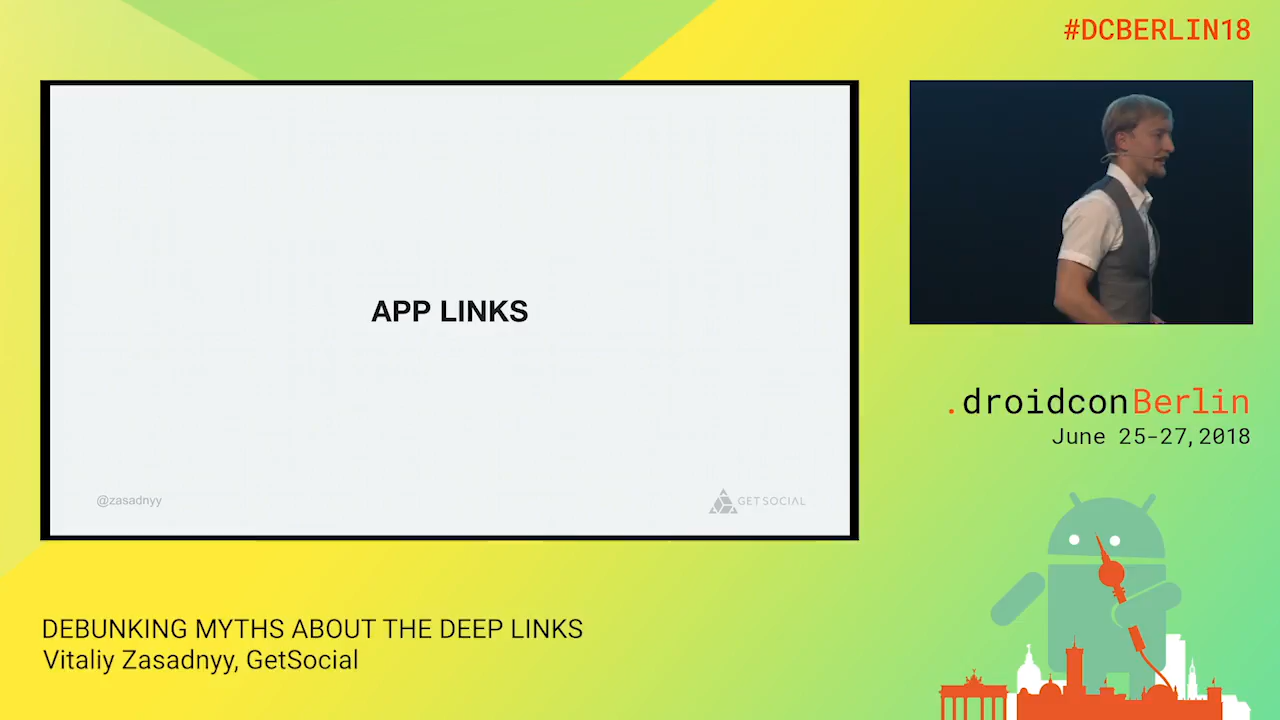 #DCBERLIN18
APP LINKS
@zasadnyy
GETSOCIAL
.droidconBerlin
June 25-27, 2018
DEBUNKING MYTHS ABOUT THE DEEP LINKS
Vitaliy Zasadnyy, GetSocial